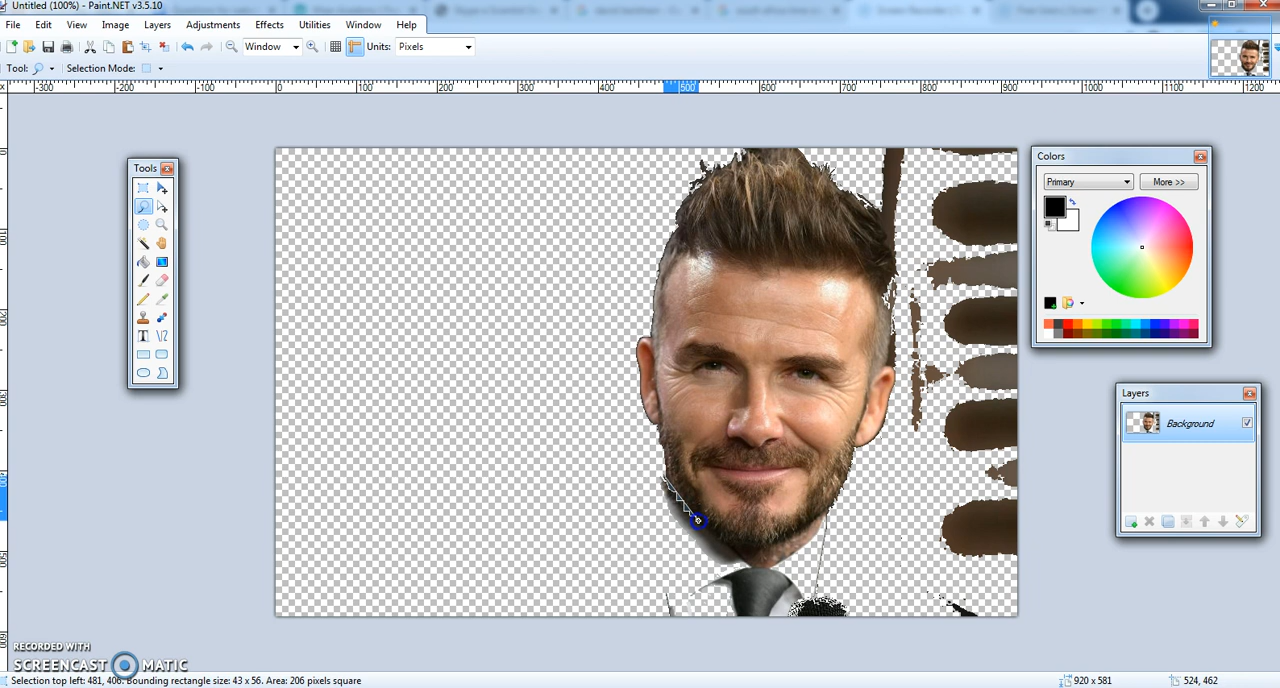 Untitled (100%) - Paint.NET v3.5.10
File Edit View Image Layers Adjustments Effects Utilities Window Help
Window Units: Pixels
Tool: Selection Mode:
-300 -200 -100 0 100 200 300 400 500 600 700 800 900 1000 1100 1200
Tools
Colors
Primary More >>
Layers
Background
RECORDED WITH
SCREENCAST MATIC
Selection top left: 481, 406. Bounding rectangle size: 43 x 56. Area: 206 pixels square 920 x 581 524, 462